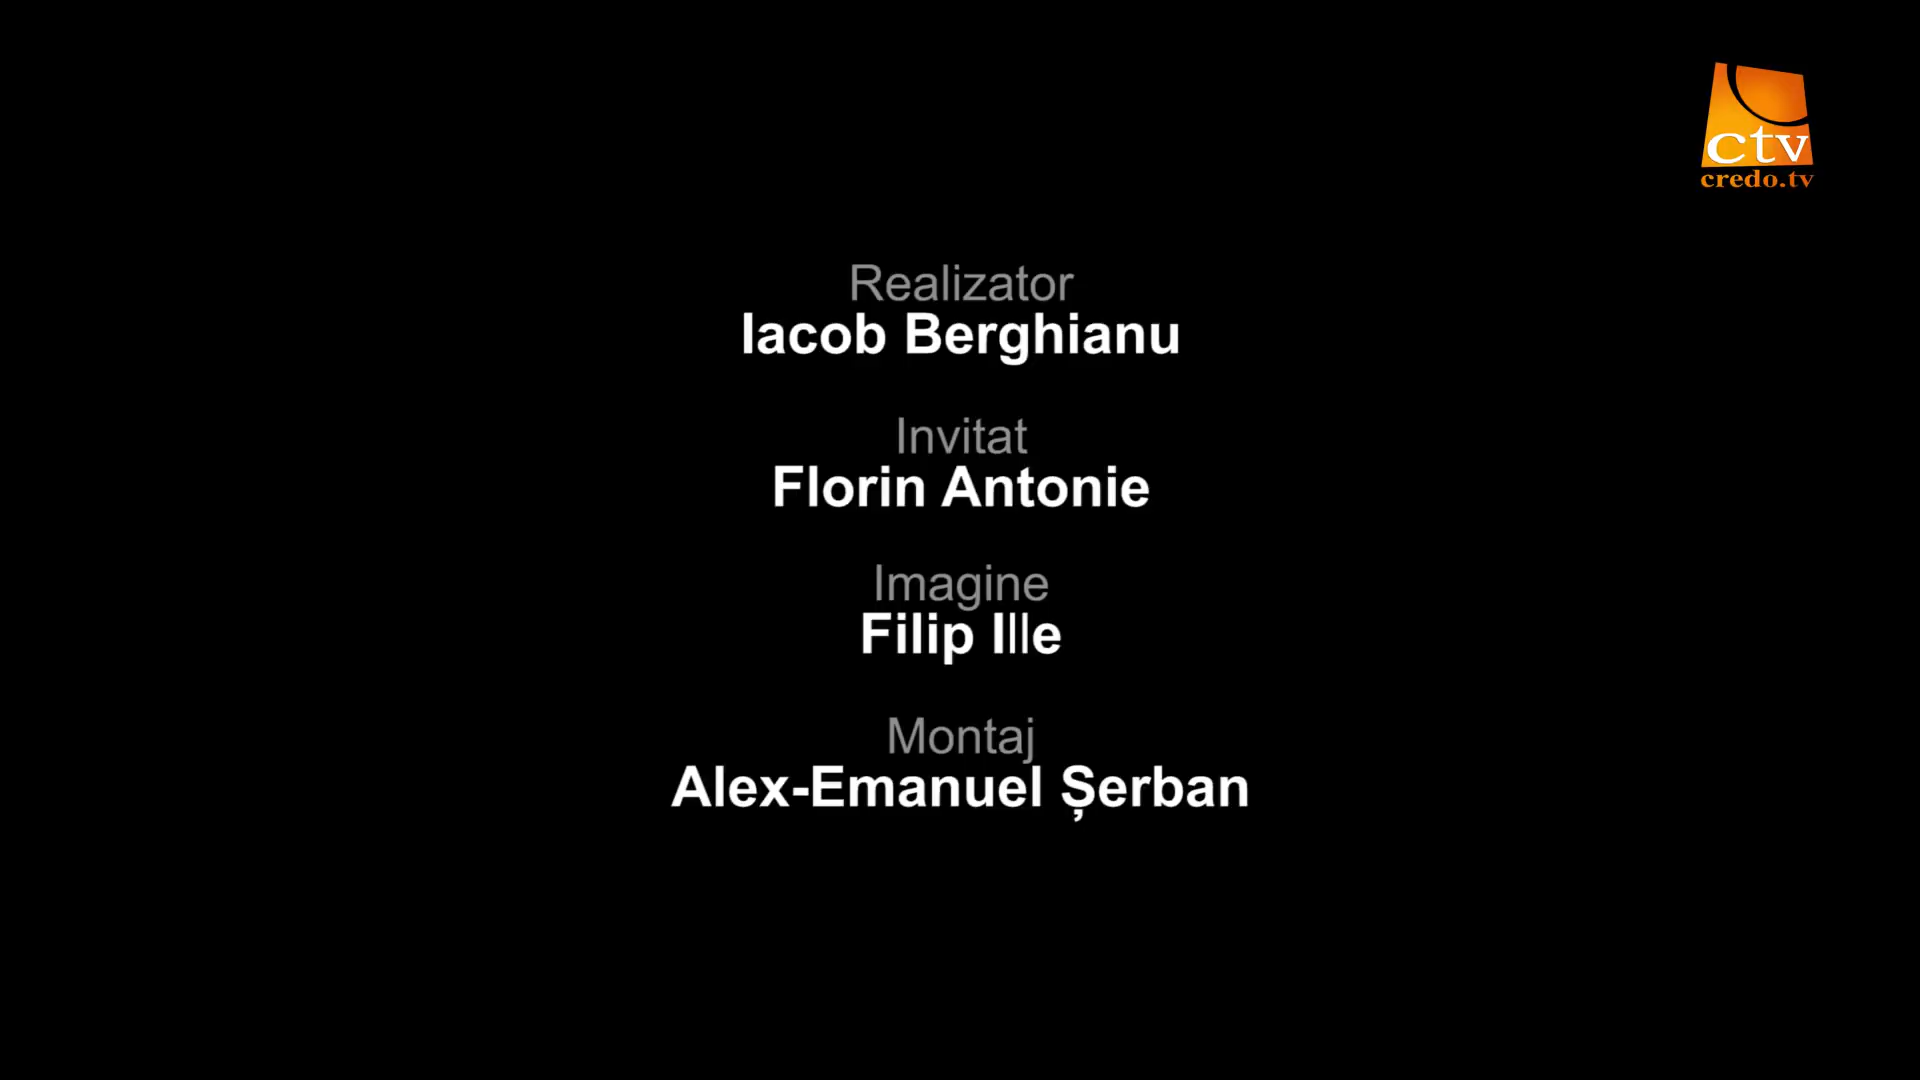 ctv
credo.tv
Realizator
Iacob Berghianu
Invitat
Florin Antonie
Imagine
Filip Ille
Montaj
Alex-Emanuel Șerban